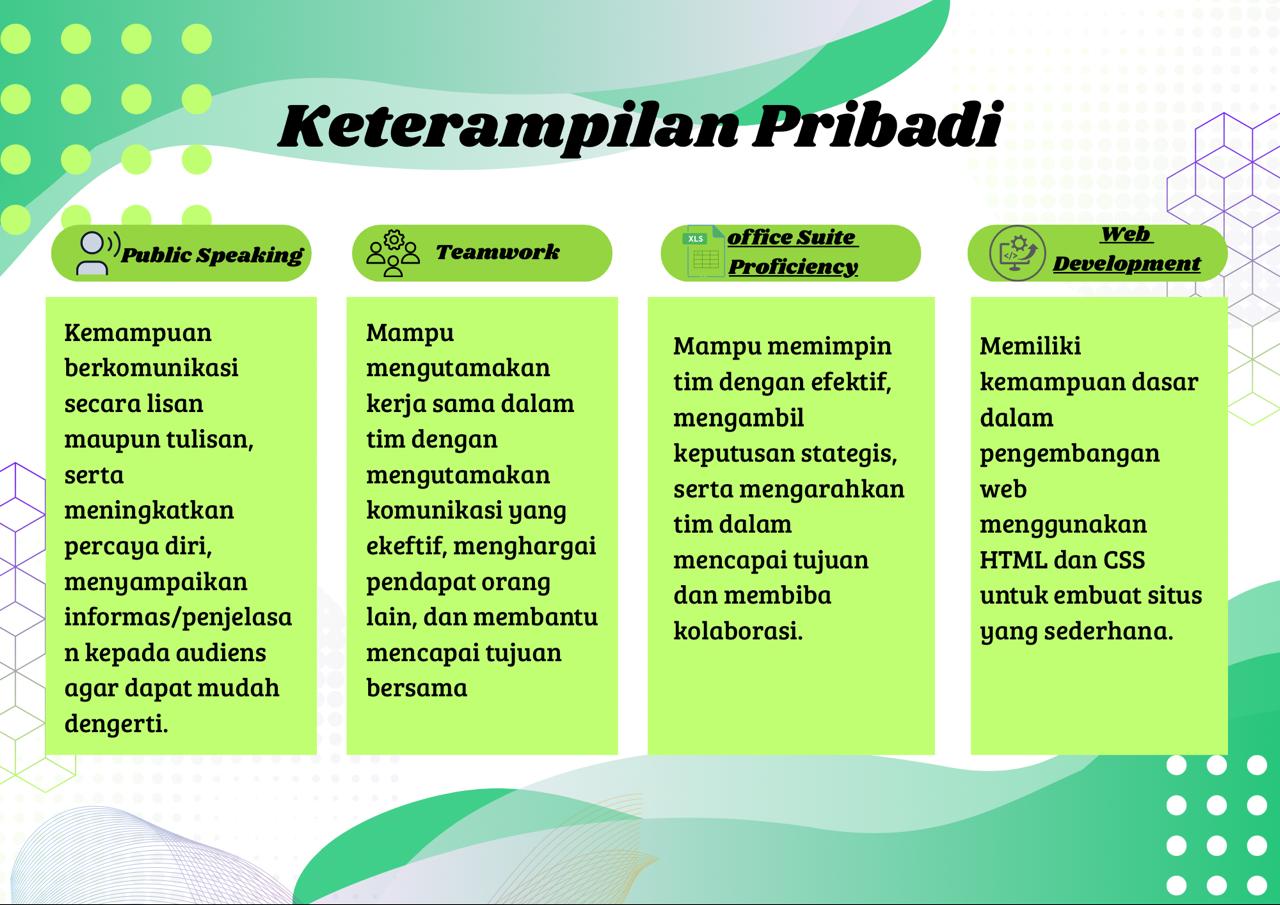 Keterampilan Pribadi
Public Speaking
Kemampuan
berkomunikasi
secara lisan
maupun tulisan,
serta
meningkatkan
percaya diri,
menyampaikan
informas/penjelasa
n kepada audiens
agar dapat mudah
dengerti.
Teamwork
Mampu
mengutamakan
kerja sama dalam
tim dengan
mengutamakan
komunikasi yang
ekeftif, menghargai
pendapat orang
lain, dan membantu
mencapai tujuan
bersama
XLS
office Suite
Proficiency
Mampu memimpin
tim dengan efektif,
mengambil
keputusan stategis,
serta mengarahkan
tim dalam
mencapai tujuan
dan membiba
kolaborasi.
</>
Web
Development
Memiliki
kemampuan dasar
dalam
pengembangan
web
menggunakan
HTML dan CSS
untuk embuat situs
yang sederhana.